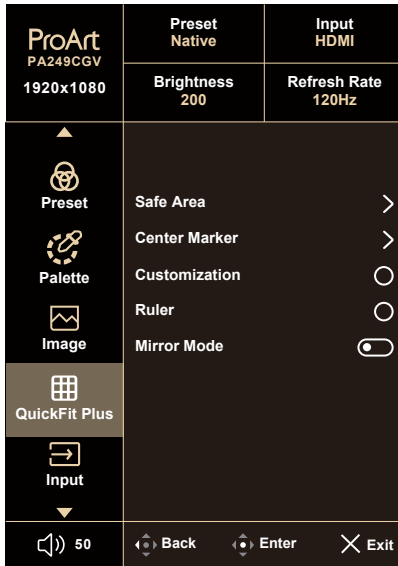 ProArt
PA249CGV
1920x1080
Preset
Native
Input
HDMI
Brightness
200
Refresh Rate
120Hz
Preset
Palette
Image
QuickFit Plus
Input
Safe Area
Center Marker
Customization
Ruler
Mirror Mode
50
Back
Enter
Exit